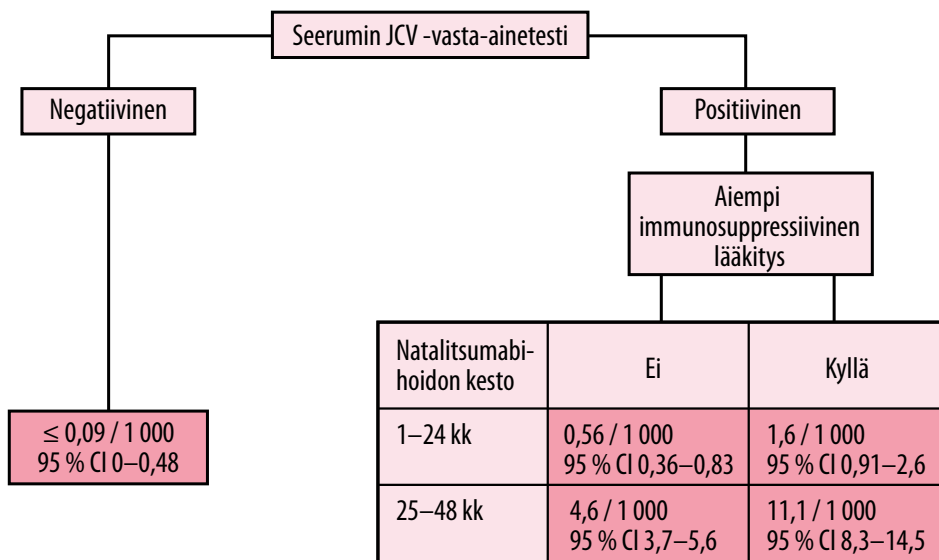 Seerumin JCV -vasta-ainetesti
Negatiivinen
Positiivinen
Aiempi
immunosuppressiivinen
lääkitys
Natalitsumabi-
hoidon kesto
Ei
Kyllä
≤ 0,09 / 1 000
95 % CI 0–0,48
1–24 kk
0,56 / 1 000
95 % CI 0,36–0,83
1,6 / 1 000
95 % CI 0,91–2,6
25–48 kk
4,6 / 1 000
95 % CI 3,7–5,6
11,1 / 1 000
95 % CI 8,3–14,5